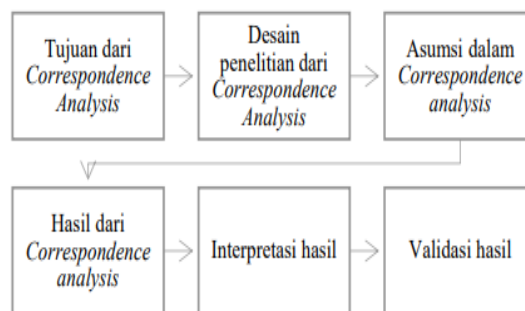 Tujuan dari
Correspondence
Analysis
Desain
penelitian dari
Correspondence
Analysis
Asumsi dalam
Correspondence
analysis
Hasil dari
Correspondence
analysis
Interpretasi hasil
Validasi hasil